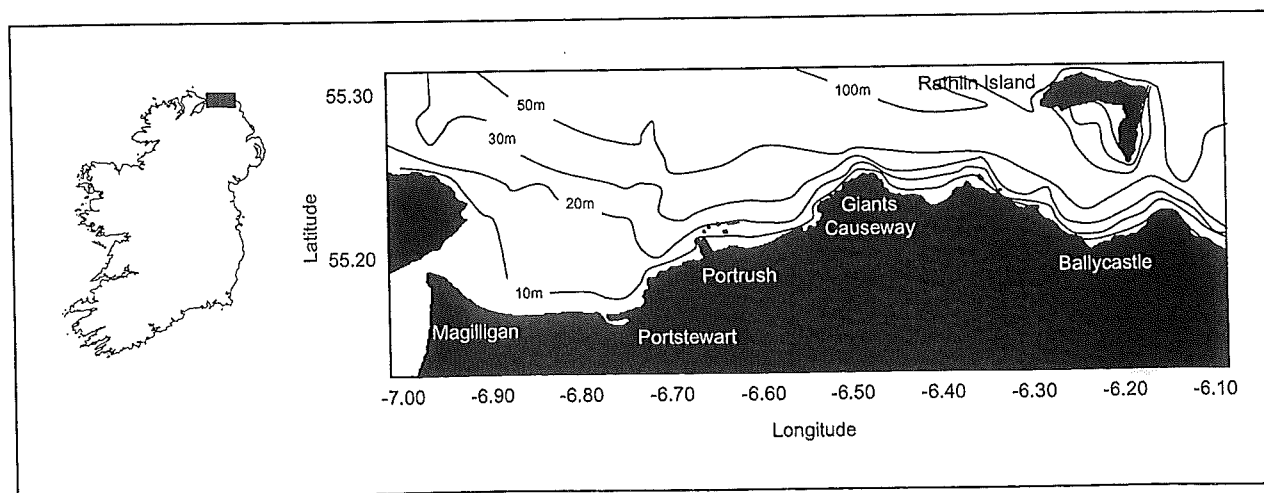 Rathlin Island
100m
50m
55.30
30m
20m
Giants
Causeway
Latitude
55.20
Portrush
Ballycastle
10m
Magilligan
Portstewart
-7.00 -6.90 -6.80 -6.70 -6.60 -6.50 -6.40 -6.30 -6.20 -6.10
Longitude